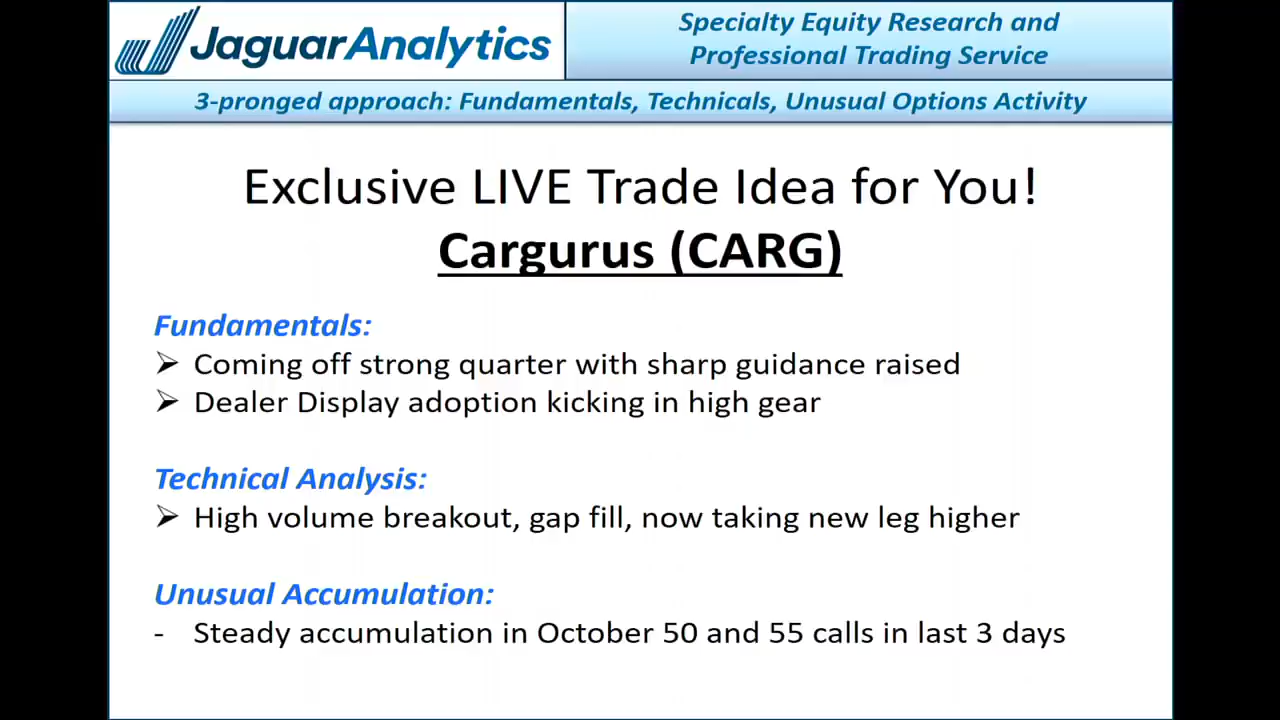 JaguarAnalytics
Specialty Equity Research and
Professional Trading Service
3-pronged approach: Fundamentals, Technicals, Unusual Options Activity
Exclusive LIVE Trade Idea for You!
Cargurus (CARG)
Fundamentals:
➢ Coming off strong quarter with sharp guidance raised
➢ Dealer Display adoption kicking in high gear
Technical Analysis:
➢ High volume breakout, gap fill, now taking new leg higher
Unusual Accumulation:
- Steady accumulation in October 50 and 55 calls in last 3 days